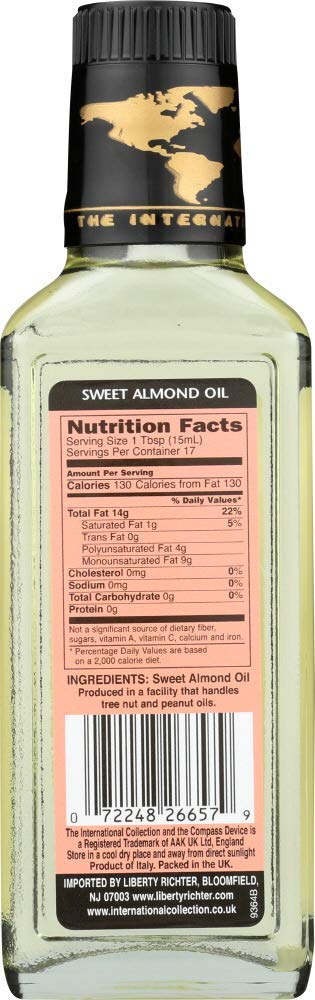 THE INTERNAT
SWEET ALMOND OIL
Nutrition Facts
Serving Size 1 Tbsp (15mL)
Servings Per Container 17
Amount Per Serving
Calories 130 Calories from Fat 130
% Daily Values*
Total Fat 14g 22%
Saturated Fat 1g 5%
Trans Fat 0g
Polyunsaturated Fat 4g
Monounsaturated Fat 9g
Cholesterol 0mg 0%
Sodium 0mg 0%
Total Carbohydrate 0g 0%
Protein 0g
Not a significant source of dietary fiber,
sugars, vitamin A, vitamin C, calcium and iron.
* Percentage Daily Values are based
on a 2,000 calorie diet.
INGREDIENTS: Sweet Almond Oil
Produced in a facility that handles
tree nut and peanut oils.
0 72248 26657 9
The International Collection and the Compass Device is
a Registered Trademark of AAK UK Ltd, England
Store in a cool dry place and away from direct sunlight
Product of Italy. Packed in the UK.
IMPORTED BY LIBERTY RICHTER, BLOOMFIELD,
NJ 07003 www.libertyrichter.com
www.internationalcollection.co.uk
9364B